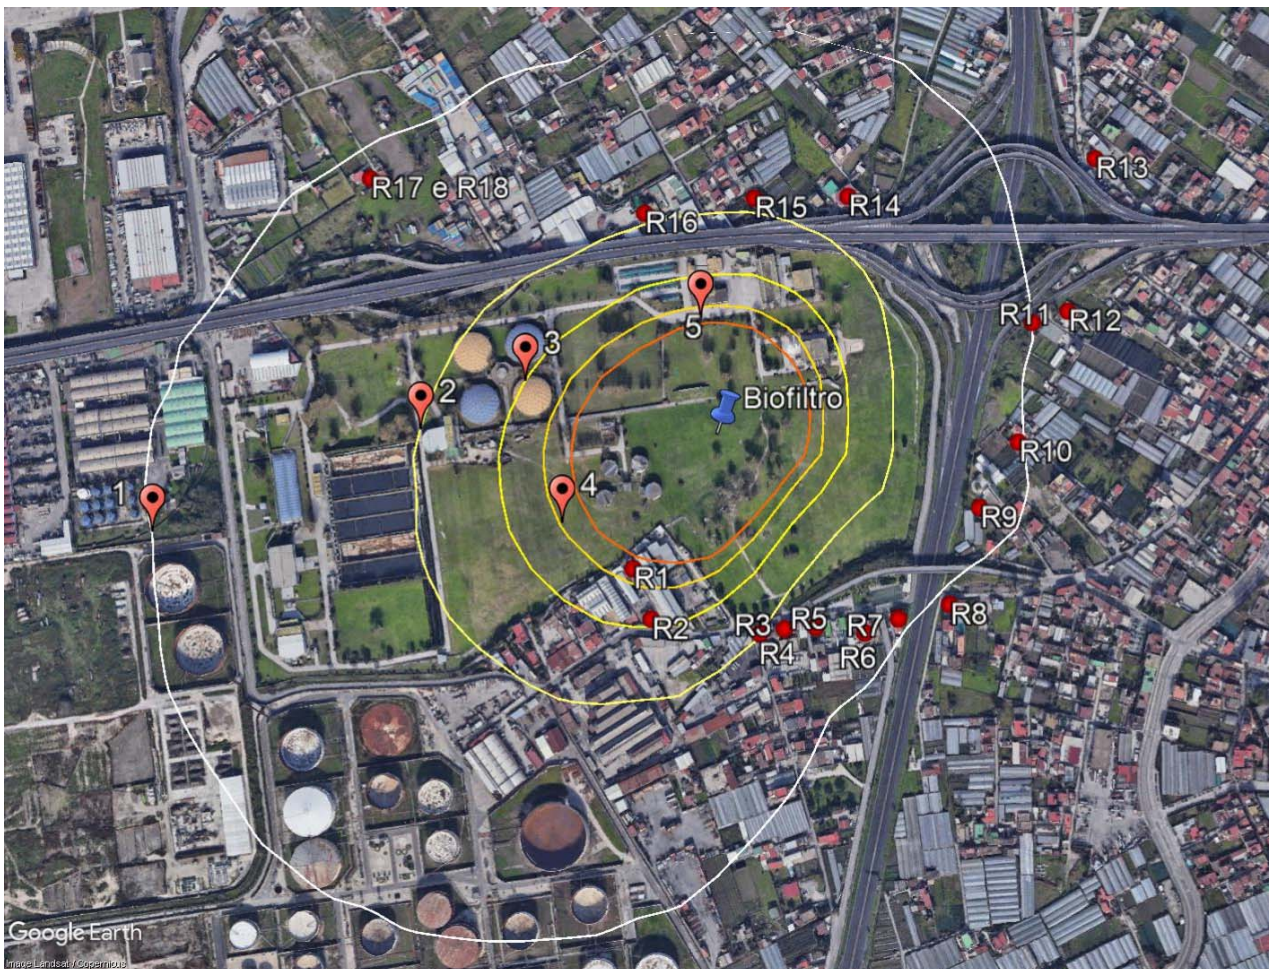 R13
R17 e R18
R15
R14
R16
R11
R12
5
3
2
Biofiltro
R10
4
1
R9
R1
R8
R2
R3
R5
R7
R4
R6
Google Earth
Image Landsat / Copernicus